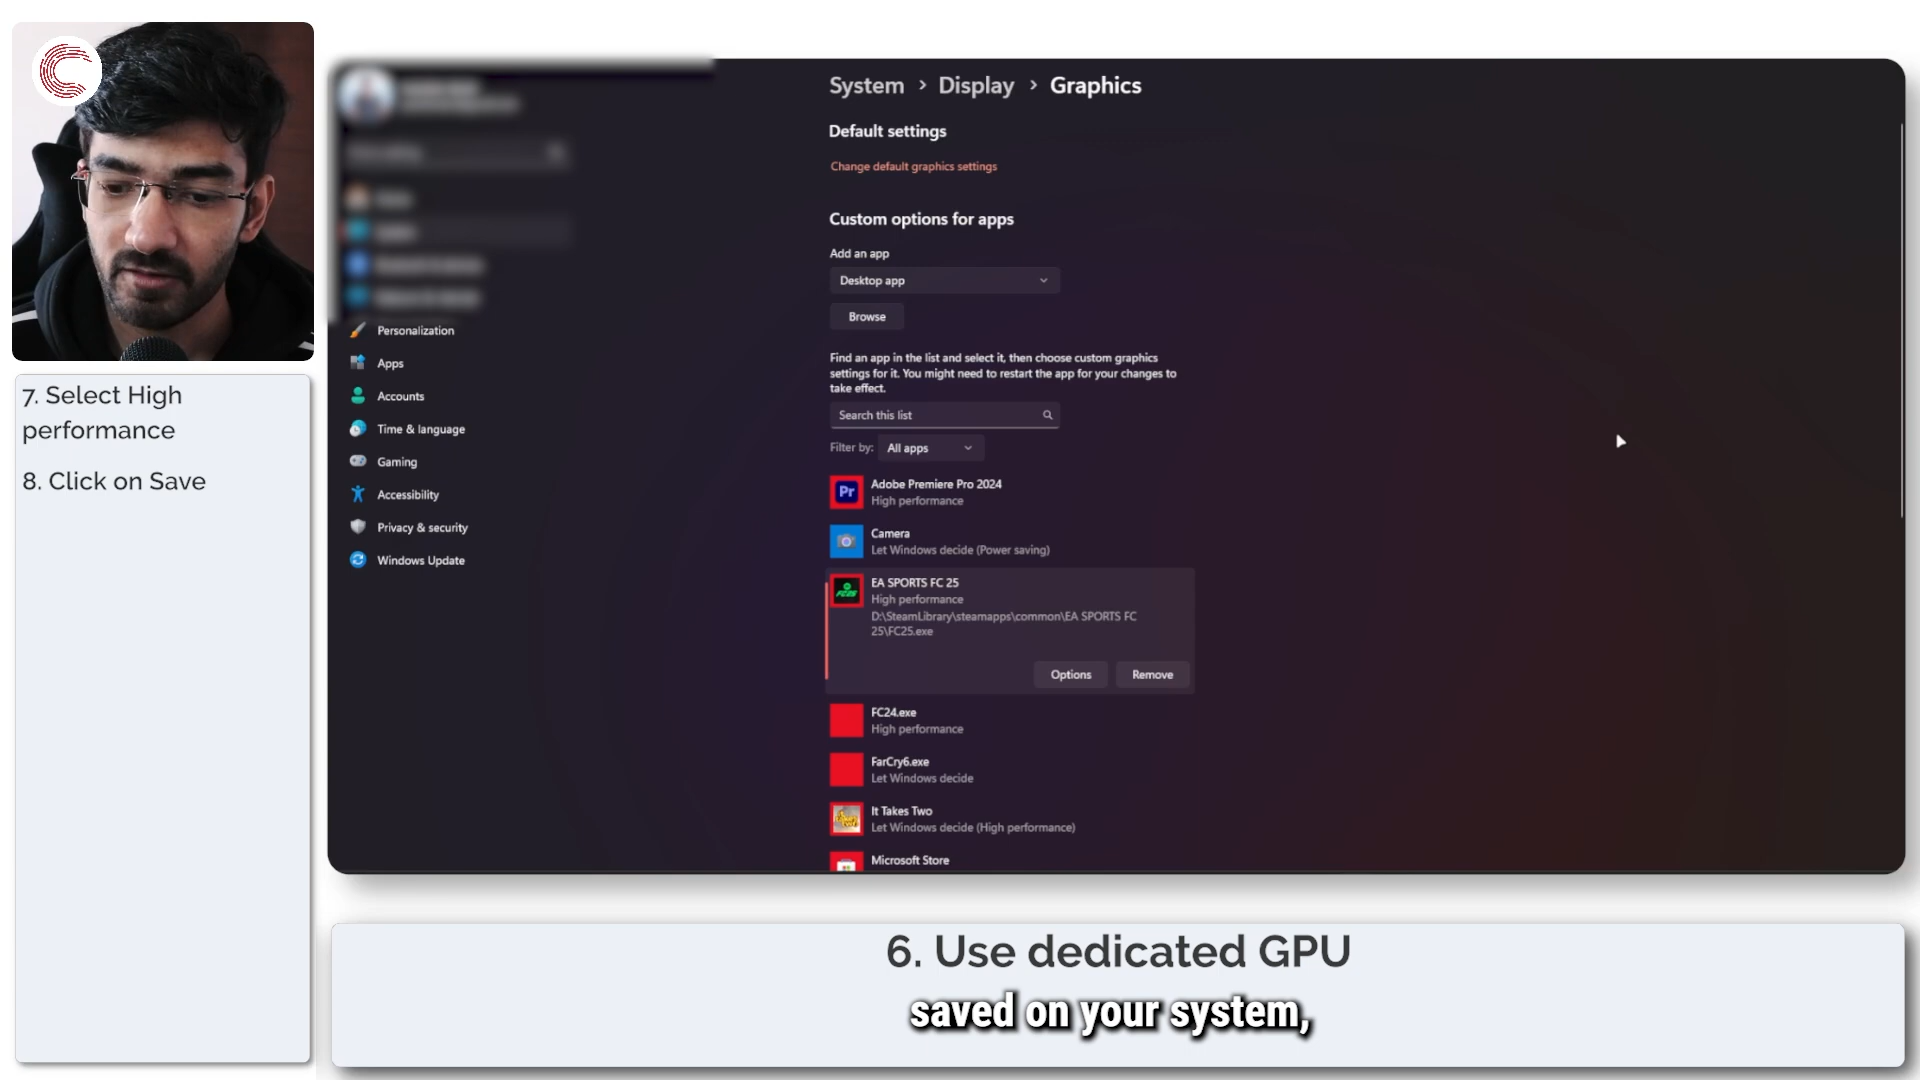 7. Select High
performance
8. Click on Save
System > Display > Graphics
Default settings
Change default graphics settings
Custom options for apps
Add an app
Desktop app
Browse
Find an app in the list and select it, then choose custom graphics
settings for it. You might need to restart the app for your changes to
take effect.
Search this list
Filter by: All apps
Personalization
Apps
Accounts
Time & language
Gaming
Accessibility
Privacy & security
Windows Update
Pr
Adobe Premiere Pro 2024
High performance
Camera
Let Windows decide (Power saving)
FC25
EA SPORTS FC 25
High performance
D:\SteamLibrary\steamapps\common\EA SPORTS FC
25\FC25.exe
Options
Remove
FC24.exe
High performance
FarCry6.exe
Let Windows decide
It Takes Two
Let Windows decide (High performance)
Microsoft Store
6. Use dedicated GPU
saved on your system,